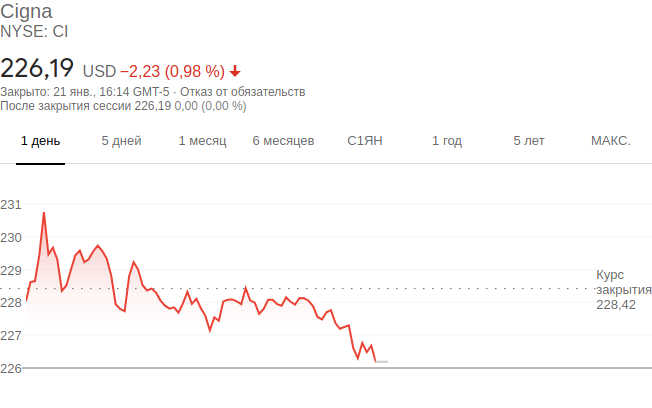 Cigna
NYSE: CI
226,19 USD −2,23 (0,98 %)
Закрыто: 21 янв., 16:14 GMT-5 · Отказ от обязательств
После закрытия сессии 226,19 0,00 (0,00 %)
1 день 5 дней 1 месяц 6 месяцев С1ЯН 1 год 5 лет МАКС.
231
230
229
228
227
226
Курс
закрытия
228,42